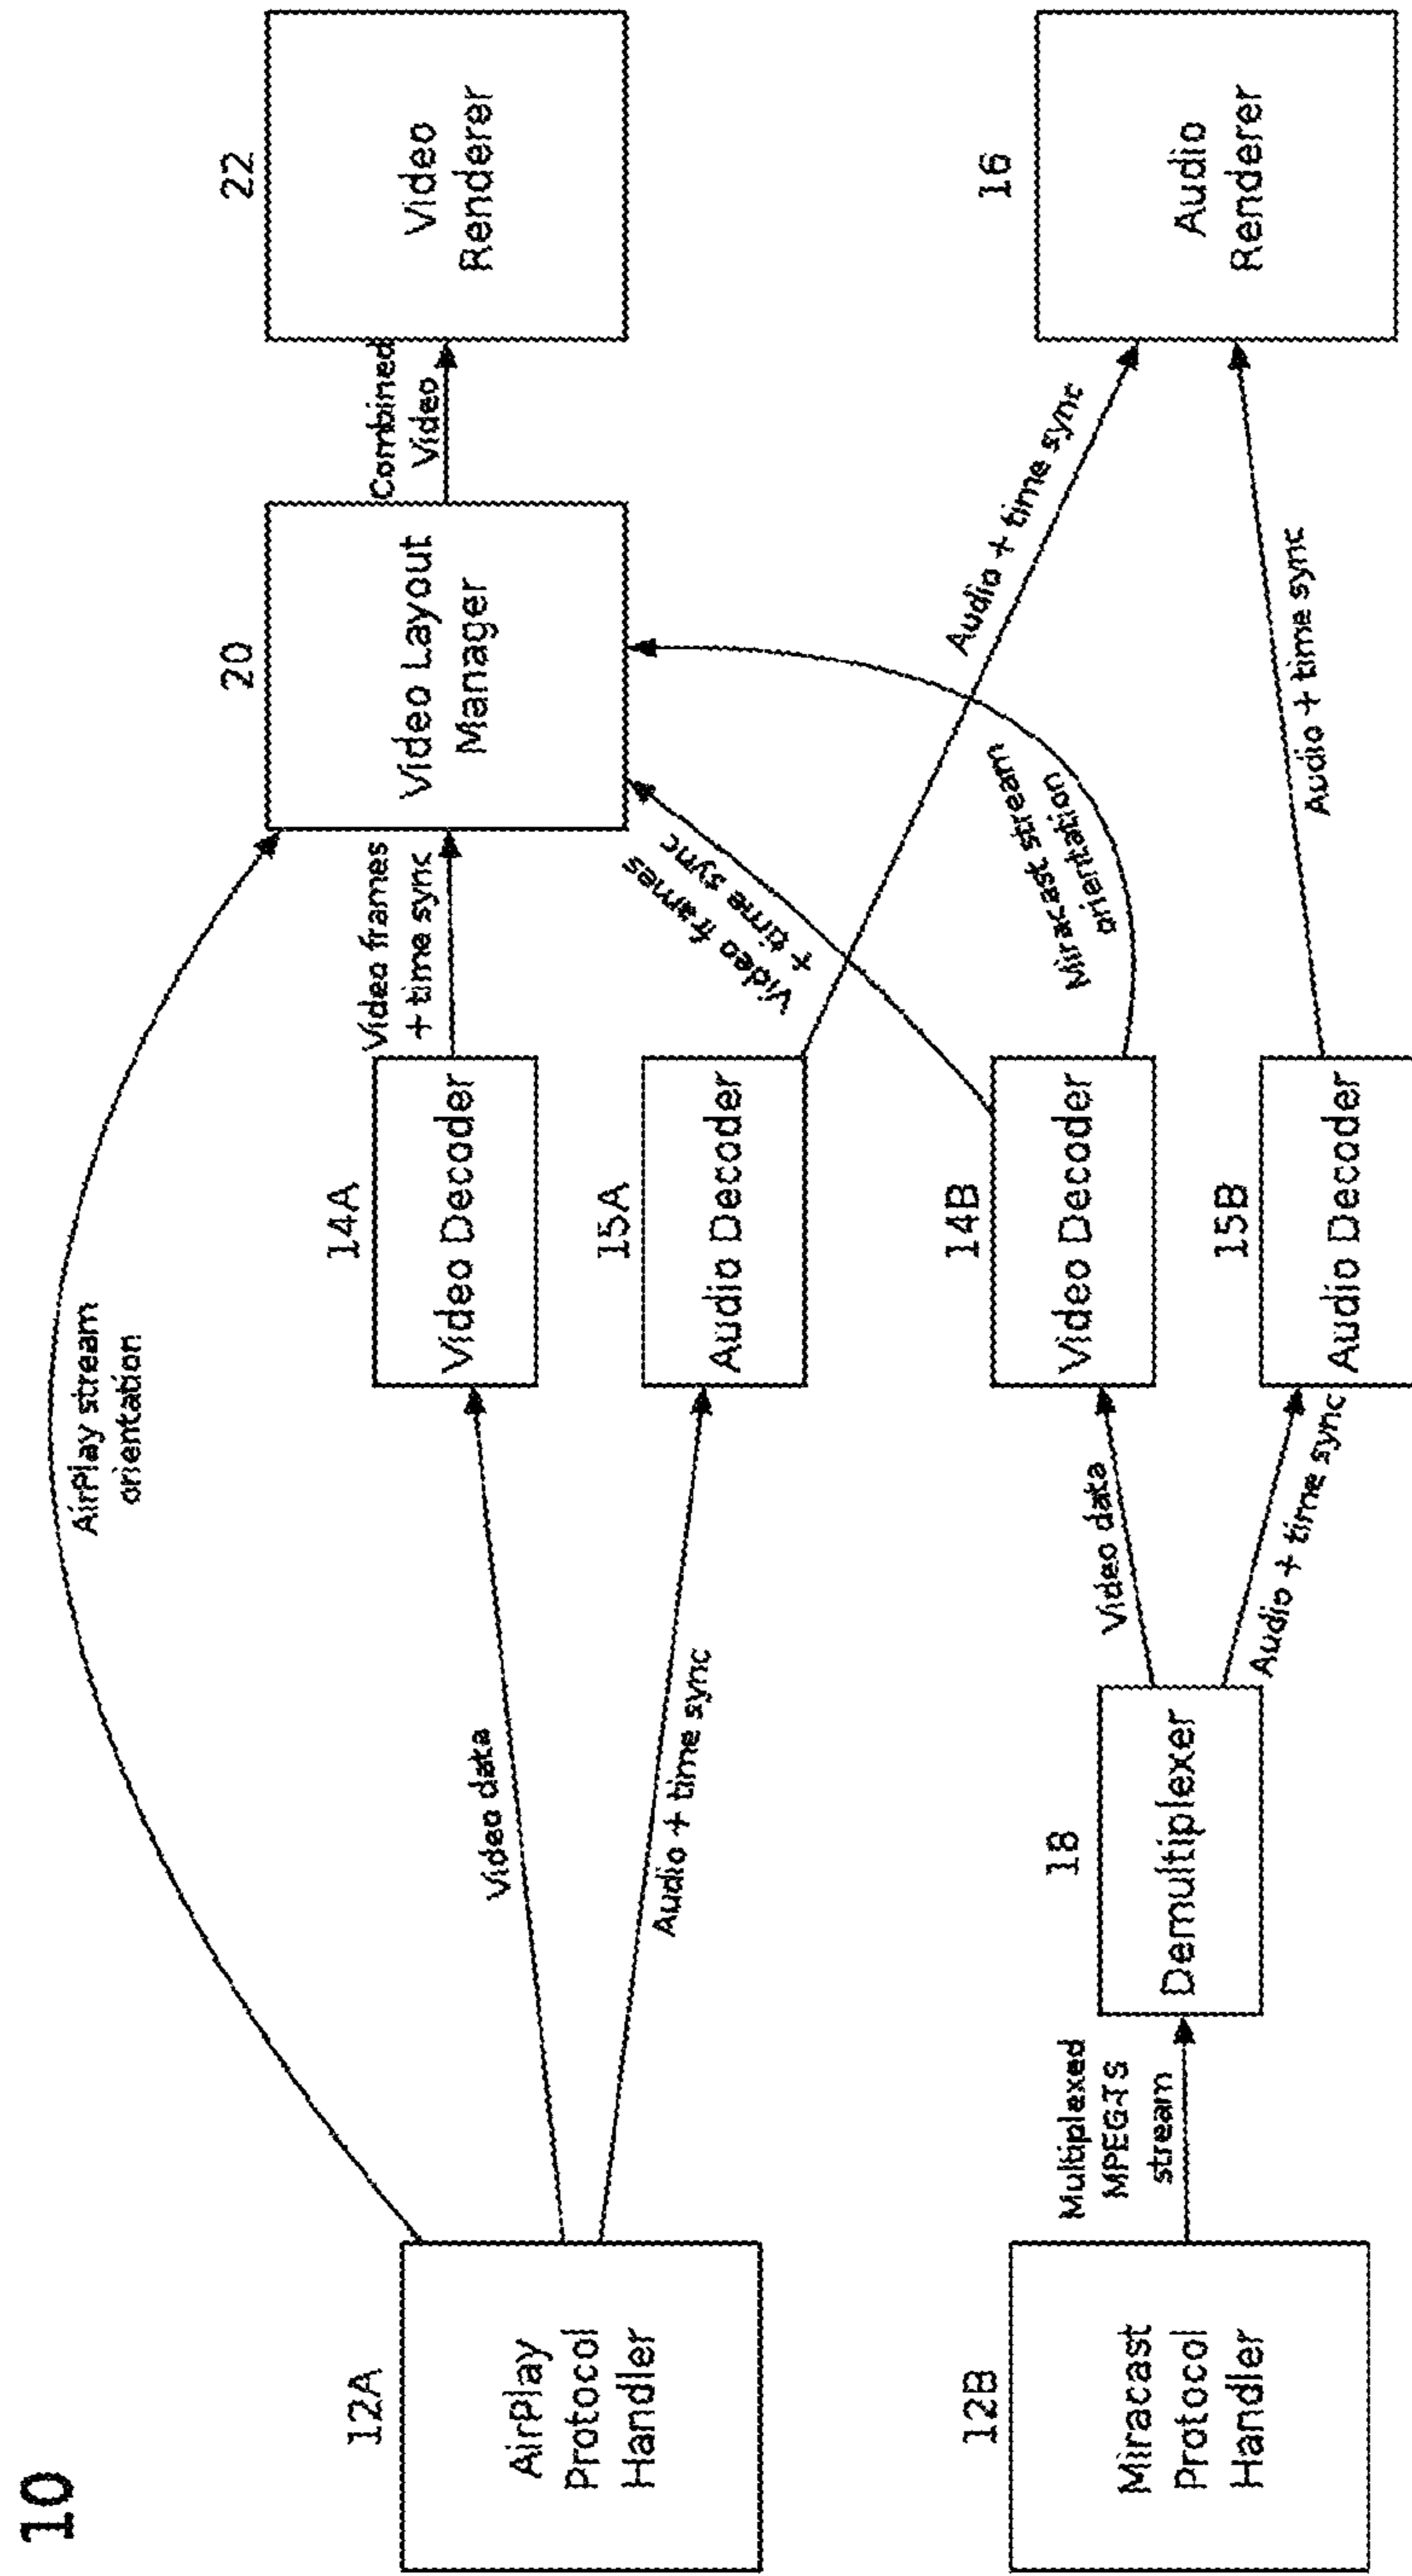 10
12A
AirPlay
Protocol
Handler
AirPlay stream
orientation
Video data
Audio + time sync
14A
Video Decoder
15A
Audio Decoder
Video frames
+ time sync
20
Video Layout
Manager
Combined
Video
22
Video
Renderer
12B
Miracast
Protocol
Handler
Multiplexed
MPEG-TS
stream
18
Demultiplexer
Video data
Audio + time sync
14B
Video Decoder
15B
Audio Decoder
Video frames
+ time sync
Miracast stream
orientation
Audio + time sync
Audio + time sync
16
Audio
Renderer